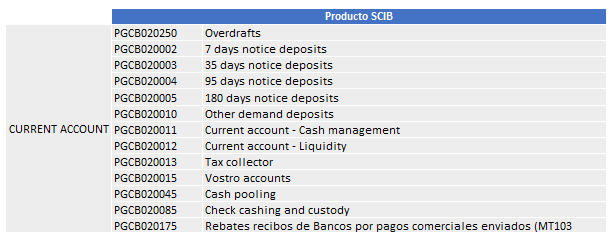 Producto SCIB
PGCB020250 Overdrafts
PGCB020002 7 days notice deposits
PGCB020003 35 days notice deposits
PGCB020004 95 days notice deposits
PGCB020005 180 days notice deposits
PGCB020010 Other demand deposits
CURRENT ACCOUNT PGCB020011 Current account - Cash management
PGCB020012 Current account - Liquidity
PGCB020013 Tax collector
PGCB020015 Vostro accounts
PGCB020045 Cash pooling
PGCB020085 Check cashing and custody
PGCB020175 Rebates recibos de Bancos por pagos comerciales enviados (MT103